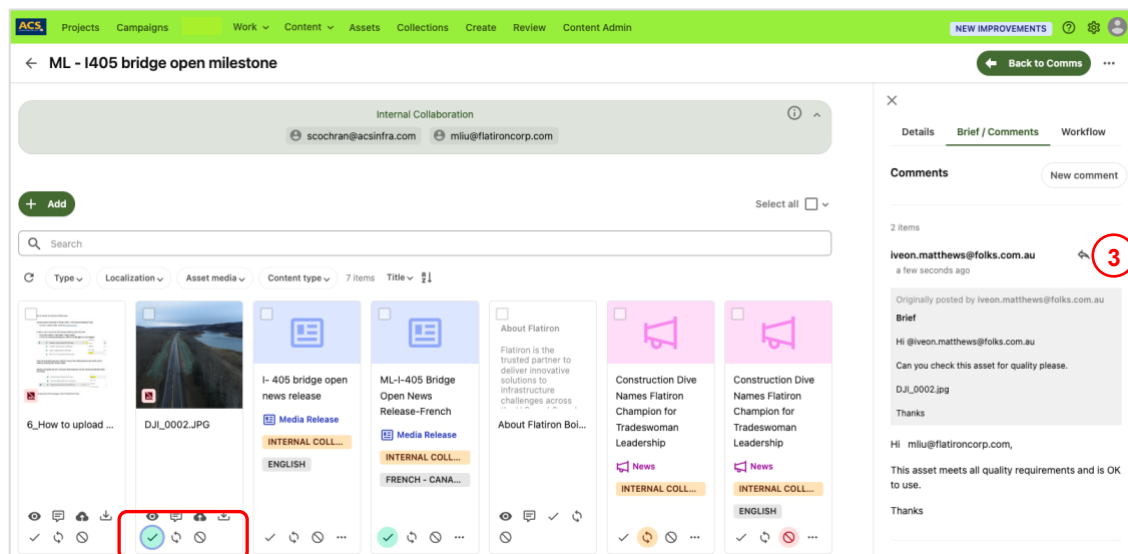 ACS Projects Campaigns Work Content Assets Collections Create Review Content Admin NEW IMPROVEMENTS
ML - I405 bridge open milestone
Back to Comms
Internal Collaboration
scochran@acsinfra.com mliu@flatironcorp.com
Details Brief / Comments Workflow
Comments
New comment
Add
Select all
2 items
Search
iveon.matthews@folks.com.au
3
a few seconds ago
Type Localization Asset media Content type 7 items Title
Originally posted by iveon.matthews@folks.com.au
Brief
Hi @iveon.matthews@folks.com.au
Can you check this asset for quality please.
DJI_0002.jpg
Thanks
Hi mliu@flatironcorp.com,
This asset meets all quality requirements and is OK
to use.
Thanks
6_How to upload ...
DJI_0002.JPG
I- 405 bridge open
news release
Media Release
INTERNAL COLL...
ENGLISH
ML-I-405 Bridge
Open News
Release-French
Media Release
INTERNAL COLL...
FRENCH - CANA...
About Flatiron
Flatiron is the
trusted partner to
deliver innovative
solutions to
infrastructure
challenges across
About Flatiron Boi...
Construction Dive
Names Flatiron
Champion for
Tradeswoman
Leadership
News
INTERNAL COLL...
Construction Dive
Names Flatiron
Champion for
Tradeswoman
Leadership
News
INTERNAL COLL...
ENGLISH